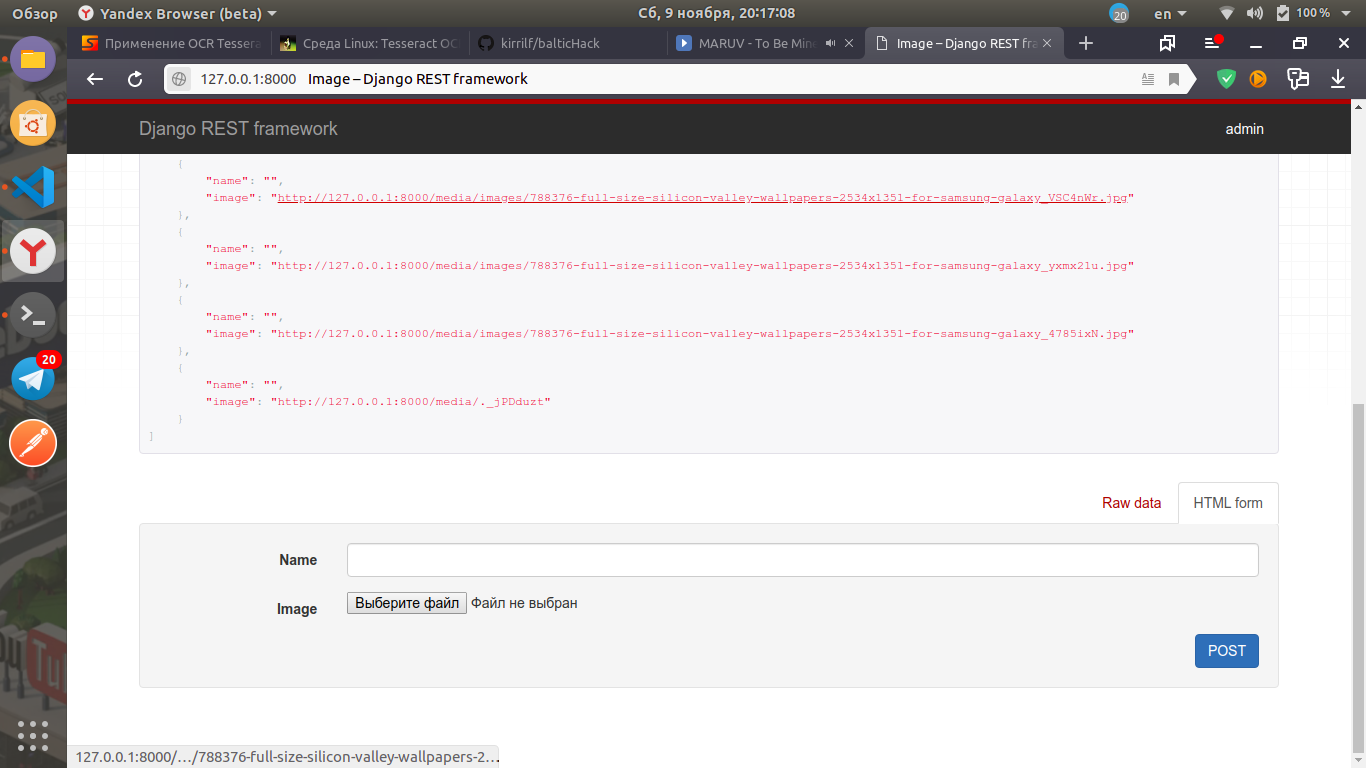 Обзор Yandex Browser (beta) Сб, 9 ноября, 20:17:08 20 en 100 %
Применение OCR Tessera Среда Linux: Tesseract OC kirrilf/balticHack MARUV - To Be Mine Image – Django REST fra
127.0.0.1:8000 Image – Django REST framework
Django REST framework admin
{
"name": "",
"image": "http://127.0.0.1:8000/media/images/788376-full-size-silicon-valley-wallpapers-2534x1351-for-samsung-galaxy_VSC4nWr.jpg"
},
{
"name": "",
"image": "http://127.0.0.1:8000/media/images/788376-full-size-silicon-valley-wallpapers-2534x1351-for-samsung-galaxy_yxmx2lu.jpg"
},
{
"name": "",
"image": "http://127.0.0.1:8000/media/images/788376-full-size-silicon-valley-wallpapers-2534x1351-for-samsung-galaxy_4785ixN.jpg"
},
{
"name": "",
"image": "http://127.0.0.1:8000/media/._jPDduzt"
}
]
20
Raw data HTML form
Name
Image Выберите файл Файл не выбран
POST
127.0.0.1:8000/…/788376-full-size-silicon-valley-wallpapers-2…